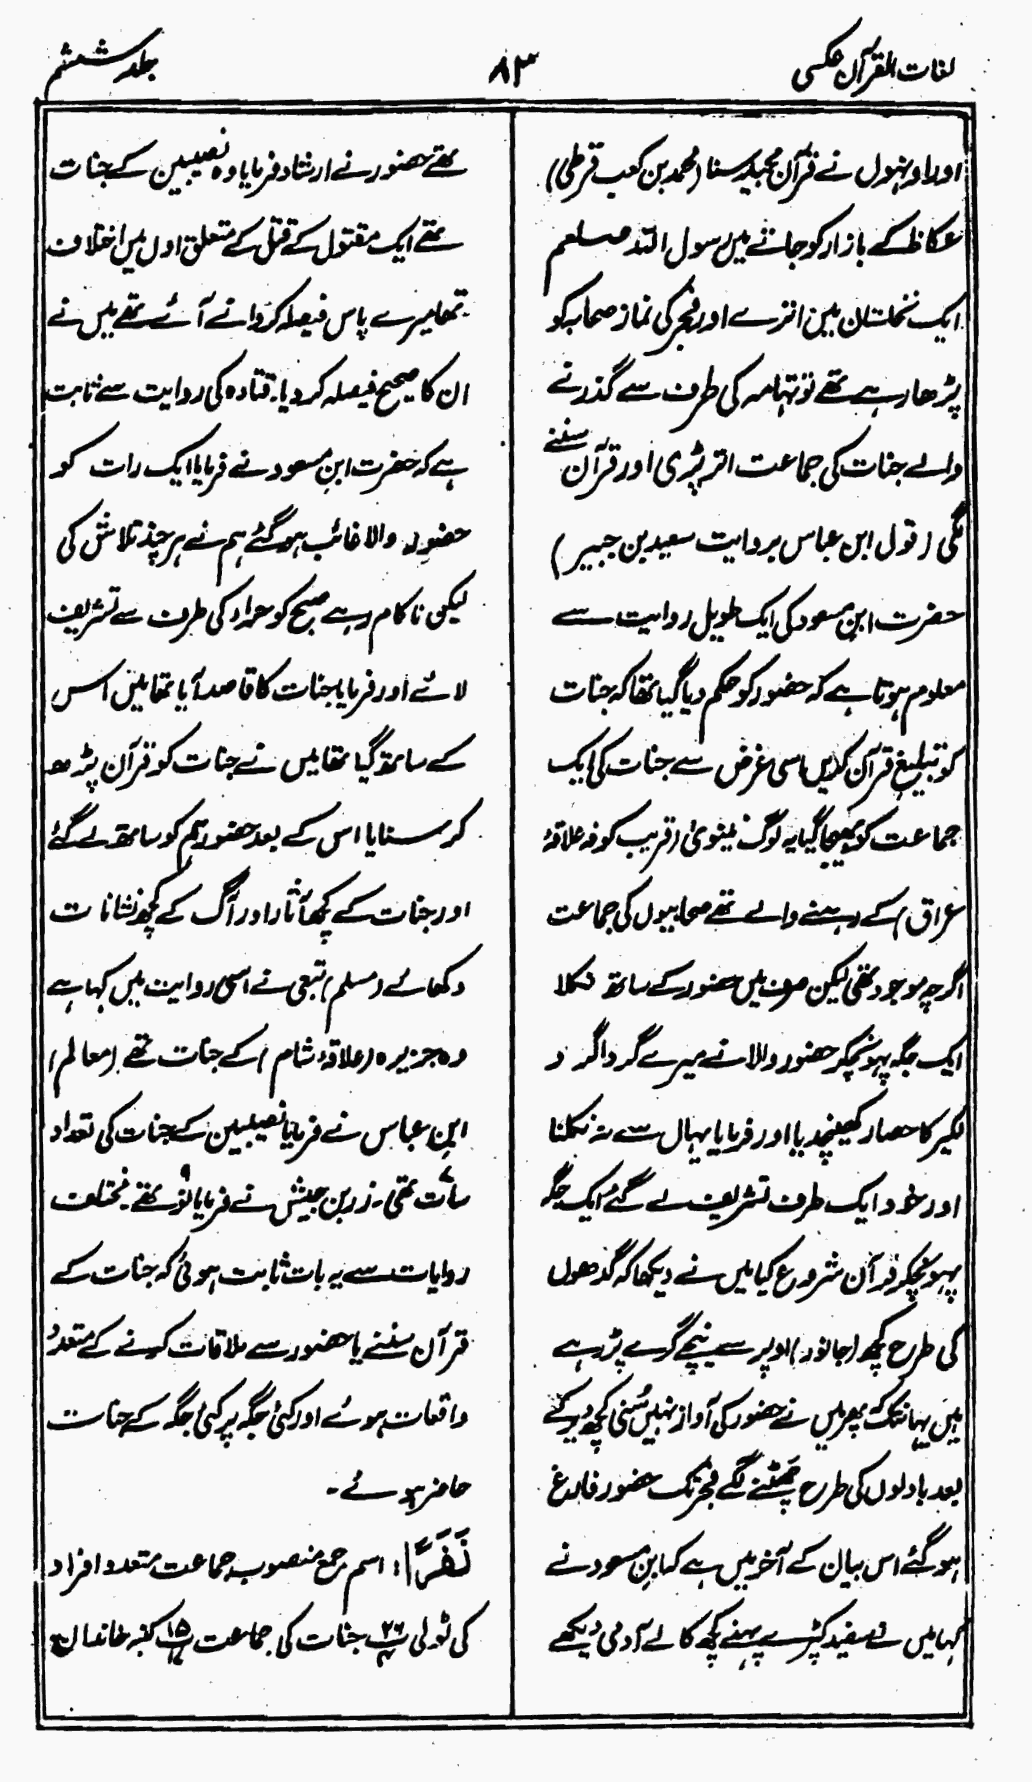 لغات القرآن عکسی
۸۳
جلد ششم
اور اونہوں نے قرآن مجید سنا (محمد بن کعب قرظی)
عکاظ کے بازار کو جاتے میں رسول اللہ صلعم
ایک نخلستان میں اترے اور فجر کی نماز صحابہ کو
پڑھا رہے تھے تو تہامہ کی طرف سے گذرنے
والے جنات کی جماعت اتر پڑی اور قرآن سننے
لگی (قول ابن عباس بروایت سعید بن جبیر)
حضرت ابن مسعود کی ایک طویل روایت سے
معلوم ہوتا ہے کہ حضور کو حکم دیا گیا تھا کہ جنات
کو تبلیغ قرآن کریں اسی غرض سے جنات کی ایک
جماعت کو بھیجا گیا یہ لوگ نینویٰ (قریب کوفہ علاقۂ
عراق) کے رہنے والے تھے صحابیوں کی جماعت
اگرچہ موجود تھی لیکن صرف میں حضور کے ساتھ نکلا
ایک جگہ پہونچکر حضور والا نے میرے گرداگرد
لکیر کا حصار کھینچدیا اور فرمایا یہاں سے نہ نکلنا
اور خود ایک طرف تشریف لے گئے ایک جگہ
پہونچکر قرآن شروع کیا میں نے دیکھا کہ گدھوں
کی طرح کچھ (جانور) اوپر سے نیچے گرے پڑ رہے
ہیں یہانتک کہ پھر میں نے حضور کی آواز نہیں سُنی کچھ دیر کے
بعد بادلوں کی طرح چھٹنے لگے فجر تک حضور فارغ
ہو گئے اس بیان کے آخر میں ہے کہ ابن مسعود نے
کہا میں نے سفید کپڑے پہنے کچھ کالے آدمی دیکھے
تھے حضور نے ارشاد فرمایا وہ نصیبین کے جنات
تھے ایک مقتول کے قتل کے متعلق اول میں اختلاف
تھا میرے پاس فیصلہ کروانے آئے تھے میں نے
ان کا صحیح فیصلہ کر دیا۔ قتادہ کی روایت سے ثابت
ہے کہ حضرت ابن مسعود نے فرمایا ایک رات کو
حضور والا غائب ہو گئے ہم نے ہر چند تلاش کی
لیکن ناکام رہے صبح کو حراء کی طرف سے تشریف
لائے اور فرمایا جنات کا قاصد آیا تھا میں اس
کے ساتھ گیا تھا میں نے جنات کو قرآن پڑھ
کر سنایا اس کے بعد حضور ہم کو ساتھ لے گئے
اور جنات کے کچھ آثار اور آگ کے کچھ نشانات
دکھائے (مسلم) شعبی نے اسی روایت میں کہا ہے
وہ جزیرہ (علاقۂ شام) کے جنات تھے (معالم)
ابن عباس نے فرمایا نصیبین کے جنات کی تعداد
سات تھی۔ زر بن حبیش نے فرمایا نو ۹ تھے مختلف
روایات سے یہ بات ثابت ہوئی کہ جنات کے
قرآن سننے یا حضور سے ملاقات کرنے کے متعدد
واقعات ہوئے اور کئی جگہ پر کئی جگہ کے جنات
حاضر ہوئے۔
نَفَرًا: اسم جمع منصوب جماعت متعدد افراد
کی ٹولی ۲۶ جنات کی جماعت ۱۵ کنبہ خاندان